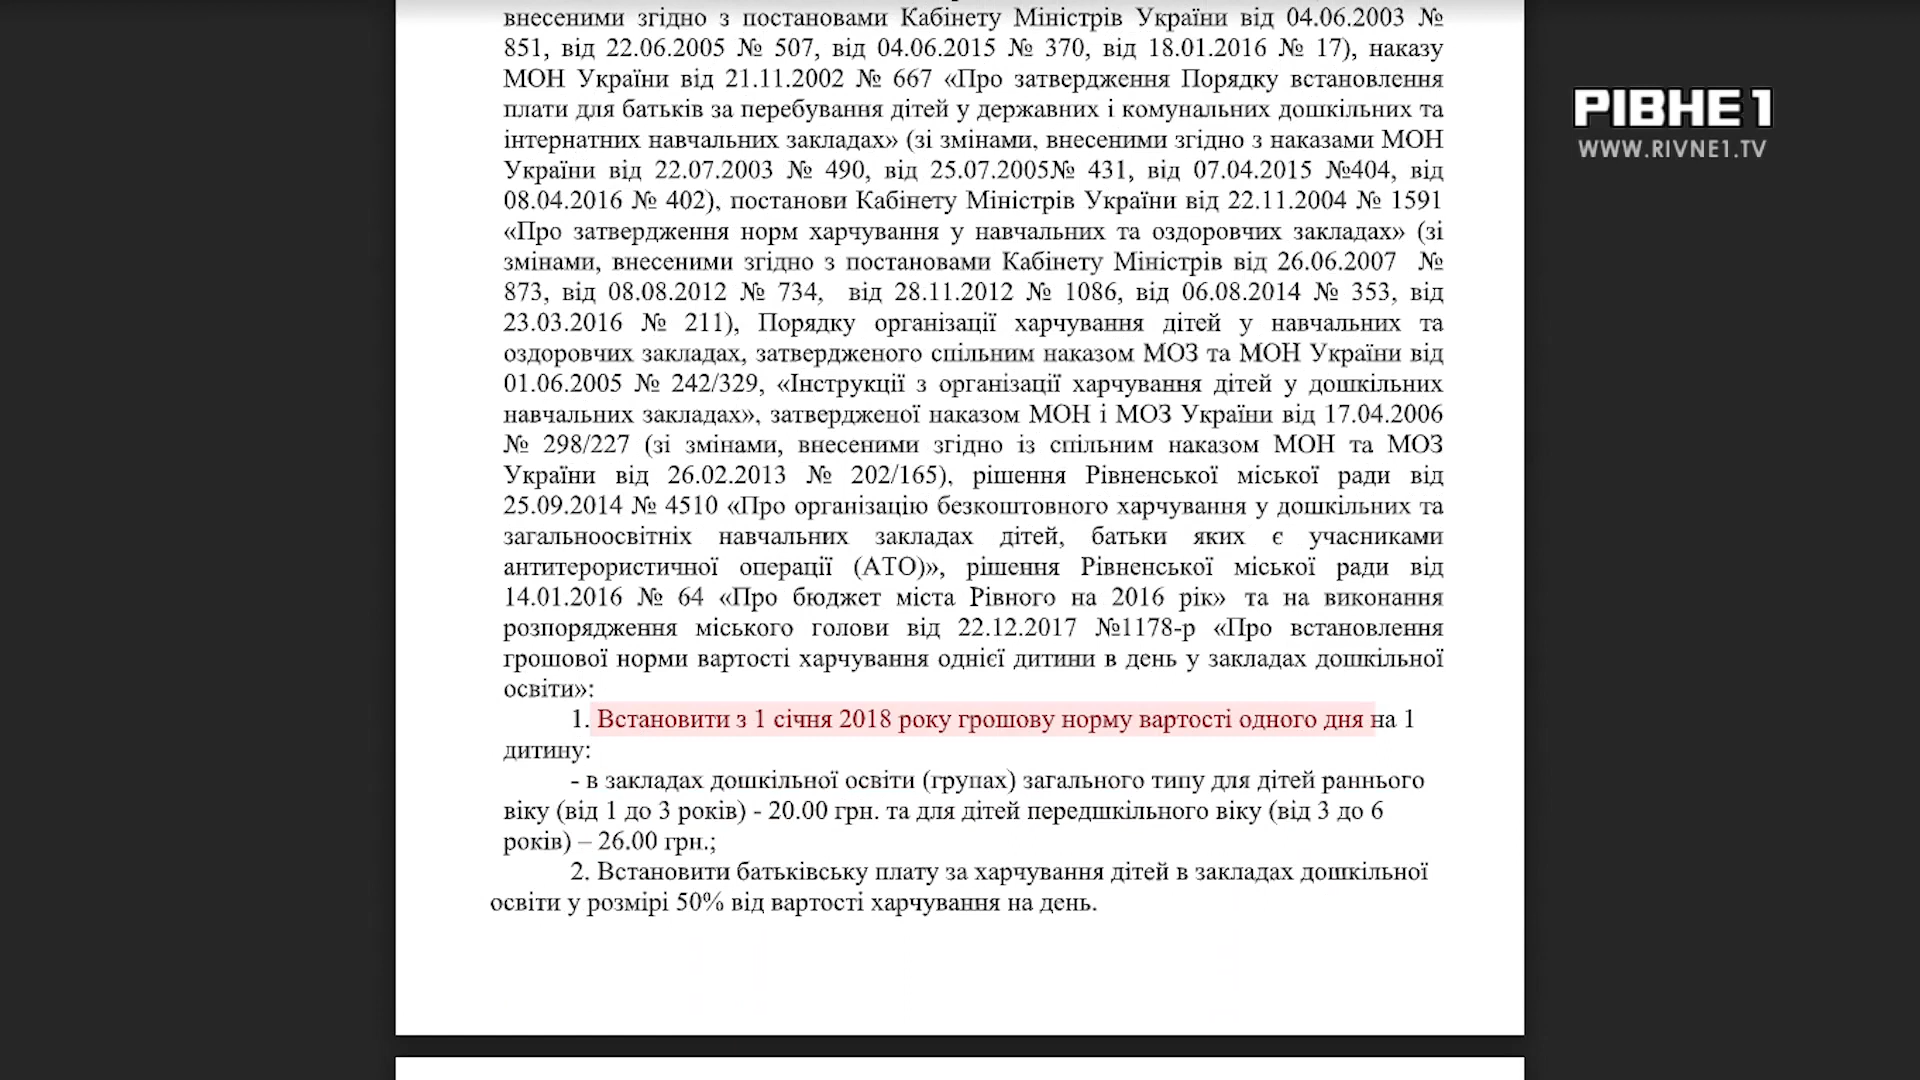 внесеними згідно з постановами Кабінету Міністрів України від 04.06.2003 №
851, від 22.06.2005 № 507, від 04.06.2015 № 370, від 18.01.2016 № 17), наказу
МОН України від 21.11.2002 № 667 «Про затвердження Порядку встановлення
плати для батьків за перебування дітей у державних і комунальних дошкільних та
інтернатних навчальних закладах» (зі змінами, внесеними згідно з наказами МОН
України від 22.07.2003 № 490, від 25.07.2005№ 431, від 07.04.2015 №404, від
08.04.2016 № 402), постанови Кабінету Міністрів України від 22.11.2004 № 1591
«Про затвердження норм харчування у навчальних та оздоровчих закладах» (зі
змінами, внесеними згідно з постановами Кабінету Міністрів від 26.06.2007 №
873, від 08.08.2012 № 734, від 28.11.2012 № 1086, від 06.08.2014 № 353, від
23.03.2016 № 211), Порядку організації харчування дітей у навчальних та
оздоровчих закладах, затвердженого спільним наказом МОЗ та МОН України від
01.06.2005 № 242/329, «Інструкції з організації харчування дітей у дошкільних
навчальних закладах», затвердженої наказом МОН і МОЗ України від 17.04.2006
№ 298/227 (зі змінами, внесеними згідно із спільним наказом МОН та МОЗ
України від 26.02.2013 № 202/165), рішення Рівненської міської ради від
25.09.2014 № 4510 «Про організацію безкоштовного харчування у дошкільних та
загальноосвітніх навчальних закладах дітей, батьки яких є учасниками
антитерористичної операції (АТО)», рішення Рівненської міської ради від
14.01.2016 № 64 «Про бюджет міста Рівного на 2016 рік» та на виконання
розпорядження міського голови від 22.12.2017 №1178-р «Про встановлення
грошової норми вартості харчування однієї дитини в день у закладах дошкільної
освіти»:
1. Встановити з 1 січня 2018 року грошову норму вартості одного дня на 1
дитину:
- в закладах дошкільної освіти (групах) загального типу для дітей раннього
віку (від 1 до 3 років) - 20.00 грн. та для дітей передшкільного віку (від 3 до 6
років) – 26.00 грн.;
2. Встановити батьківську плату за харчування дітей в закладах дошкільної
освіти у розмірі 50% від вартості харчування на день.
РІВНЕ 1
WWW.RIVNE1.TV